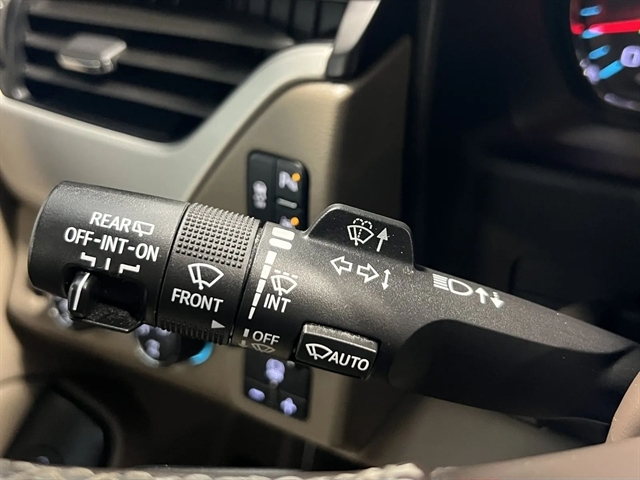 REAR
OFF-INT-ON
FRONT
INT
OFF
AUTO